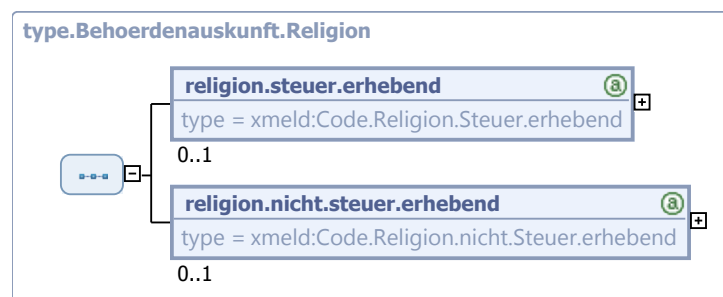 type.Behoerdenauskunft.Religion
religion.steuer.erhebend
type = xmeld:Code.Religion.Steuer.erhebend
0..1
religion.nicht.steuer.erhebend
type = xmeld:Code.Religion.nicht.Steuer.erhebend
0..1